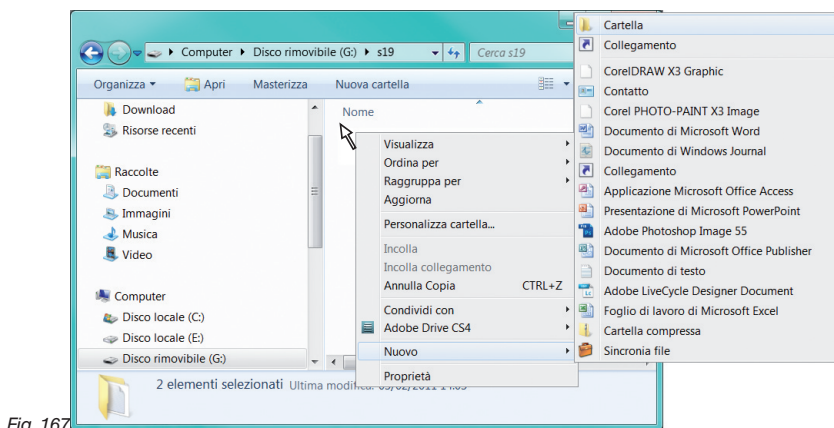 Computer ▸ Disco rimovibile (G:) ▸ s19
Cerca s19
Organizza
Apri
Masterizza
Nuova cartella
Download
Risorse recenti
Raccolte
Documenti
Immagini
Musica
Video
Computer
Disco locale (C:)
Disco locale (E:)
Disco rimovibile (G:)
Nome
Visualizza
Ordina per
Raggruppa per
Aggiorna
Personalizza cartella...
Incolla
Incolla collegamento
Annulla Copia CTRL+Z
Condividi con
Adobe Drive CS4
Nuovo
Proprietà
Cartella
Collegamento
CorelDRAW X3 Graphic
Contatto
Corel PHOTO-PAINT X3 Image
Documento di Microsoft Word
Documento di Windows Journal
Collegamento
Applicazione Microsoft Office Access
Presentazione di Microsoft PowerPoint
Adobe Photoshop Image 55
Documento di Microsoft Office Publisher
Documento di testo
Adobe LiveCycle Designer Document
Foglio di lavoro di Microsoft Excel
Cartella compressa
Sincronia file
2 elementi selezionati Ultima
Fig. 167